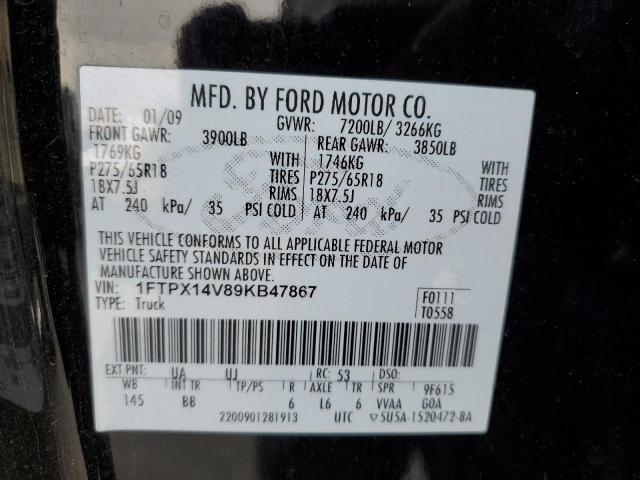 MFD. BY FORD MOTOR CO.
DATE: 01/09 GVWR: 7200LB/ 3266KG
FRONT GAWR: 3900LB REAR GAWR: 3850LB
1769KG WITH 1746KG WITH
P275/65R18 TIRES P275/65R18 TIRES
18X7.5J RIMS 18X7.5J RIMS
AT 240 kPa/ 35 PSI COLD AT 240 kPa/ 35 PSI COLD
THIS VEHICLE CONFORMS TO ALL APPLICABLE FEDERAL MOTOR
VEHICLE SAFETY STANDARDS IN EFFECT ON THE DATE OF
MANUFACTURE SHOWN ABOVE.
VIN: 1FTPX14V89KB47867 F0111
TYPE: Truck T0558
EXT PNT: UA UJ RC: 53 DSO:
WB INT TR TP/PS R AXLE TR SPR 9F615
145 BB 6 L6 6 VVAA GOA
2200901281913 UTC ▽5U5A-1520472-BA